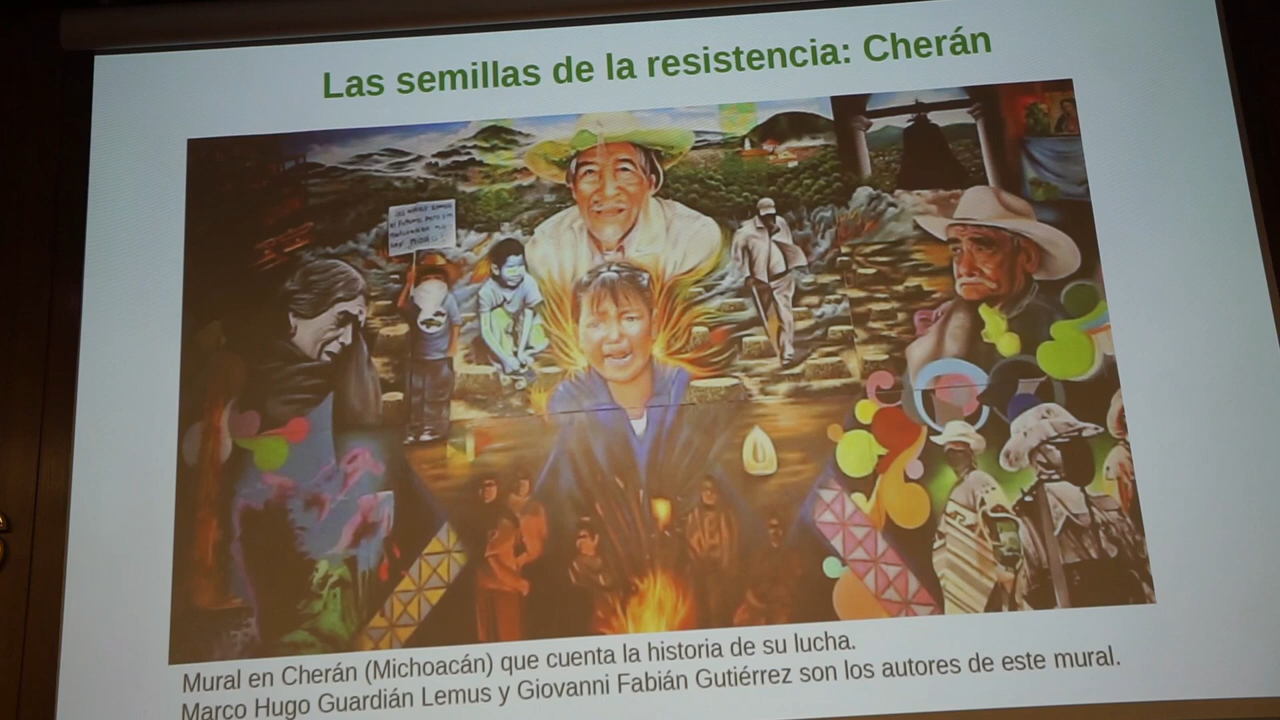 Las semillas de la resistencia: Cherán
Mural en Cherán (Michoacán) que cuenta la historia de su lucha.
Marco Hugo Guardián Lemus y Giovanni Fabián Gutiérrez son los autores de este mural.